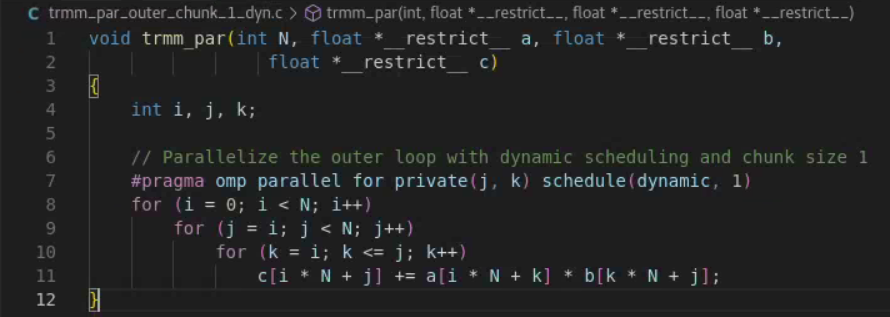 C trmm_par_outer_chunk_1_dyn.c > trmm_par(int, float *__restrict__, float *__restrict__, float *__restrict__)
1 void trmm_par(int N, float *__restrict__ a, float *__restrict__ b,
2 float *__restrict__ c)
3 {
4 int i, j, k;
5
6 // Parallelize the outer loop with dynamic scheduling and chunk size 1
7 #pragma omp parallel for private(j, k) schedule(dynamic, 1)
8 for (i = 0; i < N; i++)
9 for (j = i; j < N; j++)
10 for (k = i; k <= j; k++)
11 c[i * N + j] += a[i * N + k] * b[k * N + j];
12 }